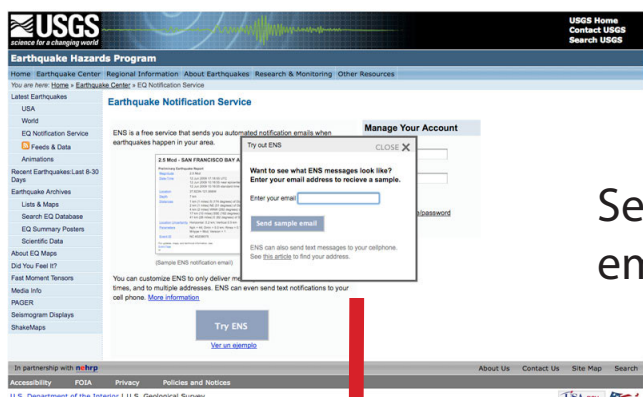 USGS
science for a changing world
USGS Home
Contact USGS
Search USGS
Earthquake Hazards Program
Home Earthquake Center Regional Information About Earthquakes Research & Monitoring Other Resources
You are here: Home » Earthquake Center » EQ Notification Service
Latest Earthquakes
USA
World
EQ Notification Service
Feeds & Data
Animations
Recent Earthquakes:Last 8-30
Days
Earthquake Archives
Lists & Maps
Search EQ Database
EQ Summary Posters
Scientific Data
About EQ Maps
Did You Feel It?
Fast Moment Tensors
Media Info
PAGER
Seismogram Displays
ShakeMaps
Earthquake Notification Service
ENS is a free service that sends you automated notification emails when
earthquakes happen in your area.
2.5 Mcd - SAN FRANCISCO BAY A
(Sample ENS notification email)
You can customize ENS to only deliver me
times, and to multiple addresses. ENS can even send text notifications to your
cell phone. More information
Try ENS
Ver un ejemplo
Manage Your Account
/password
Try out ENS
CLOSE X
Want to see what ENS messages look like?
Enter your email address to recieve a sample.
Enter your email
Send sample email
ENS can also send text messages to your cellphone.
See this article to find your address.
Se
en
In partnership with nehrp
About Us Contact Us Site Map Search
Accessibility FOIA Privacy Policies and Notices
U.S. Department of the Interior | U.S. Geological Survey